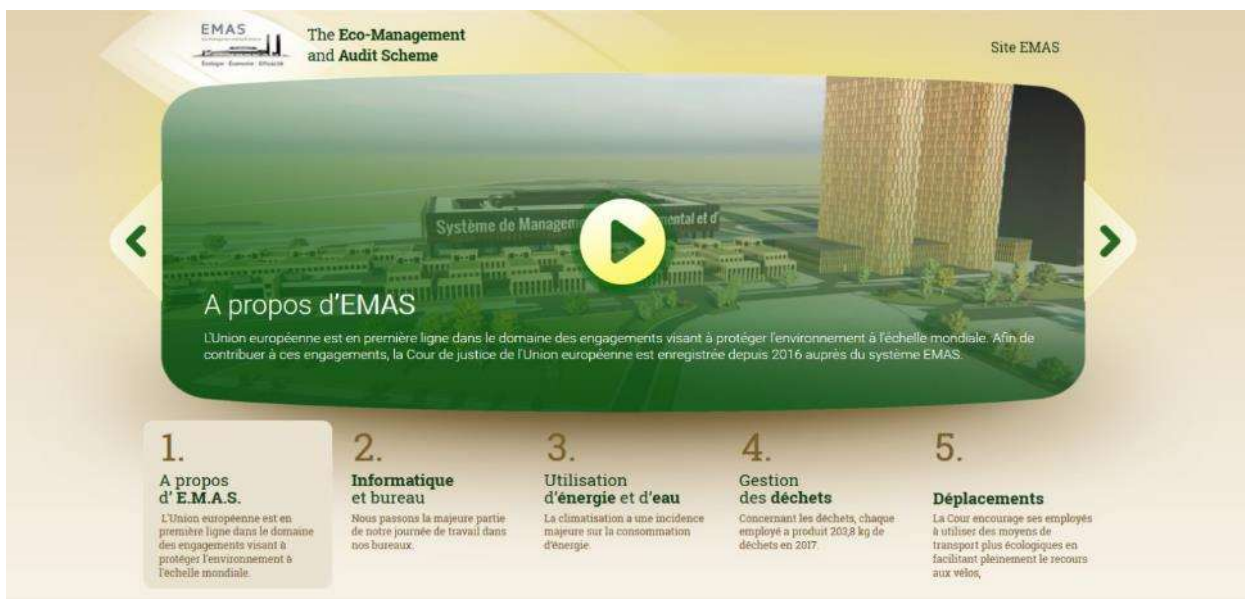 EMAS
Écologie · Économie · Efficacité
The Eco-Management
and Audit Scheme
Site EMAS
Système de Managem
ental et d'
A propos d'EMAS
L'Union européenne est en première ligne dans le domaine des engagements visant à protéger l'environnement à l'échelle mondiale. Afin de
contribuer à ces engagements, la Cour de justice de l'Union européenne est enregistrée depuis 2016 auprès du système EMAS.
1.
A propos
d' E.M.A.S.
L'Union européenne est en
première ligne dans le domaine
des engagements visant à
protéger l'environnement à
l'echelle mondiale.
2.
Informatique
et bureau
Nous passons la majeure partie
de notre journée de travail dans
nos bureaux.
3.
Utilisation
d'énergie et d'eau
La climatisation a une incidence
majeure sur la consommation
d'énergie.
4.
Gestion
des déchets
Concernant les déchets, chaque
employé a produit 203,8 kg de
déchets en 2017.
5.
Déplacements
La Cour encourage ses employés
à utiliser des moyens de
transport plus écologiques en
facilitant pleinement le recours
aux vélos,